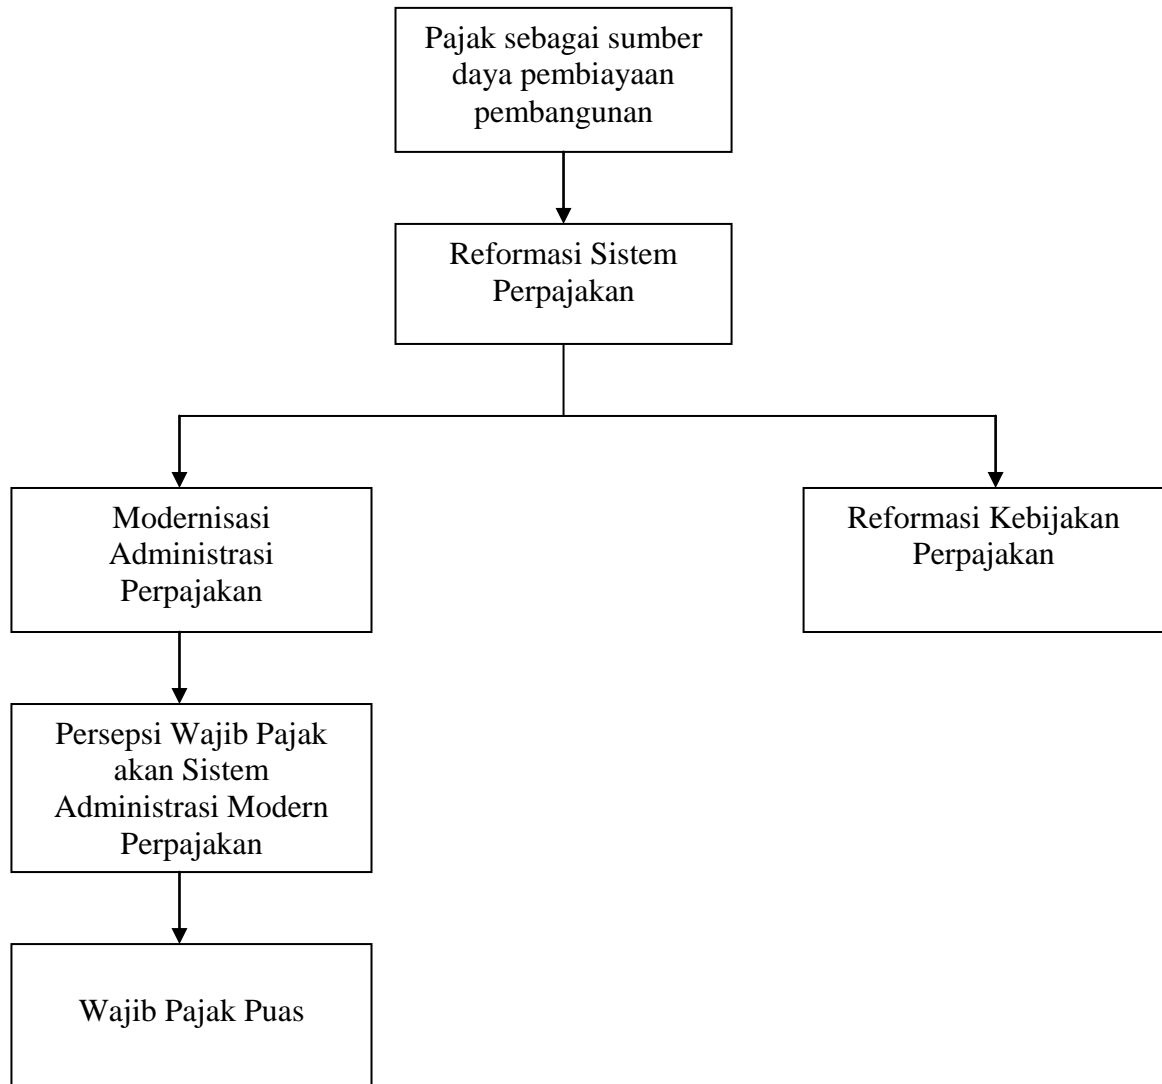 Pajak sebagai sumber
daya pembiayaan
pembangunan
Reformasi Sistem
Perpajakan
Modernisasi
Administrasi
Perpajakan
Reformasi Kebijakan
Perpajakan
Persepsi Wajib Pajak
akan Sistem
Administrasi Modern
Perpajakan
Wajib Pajak Puas